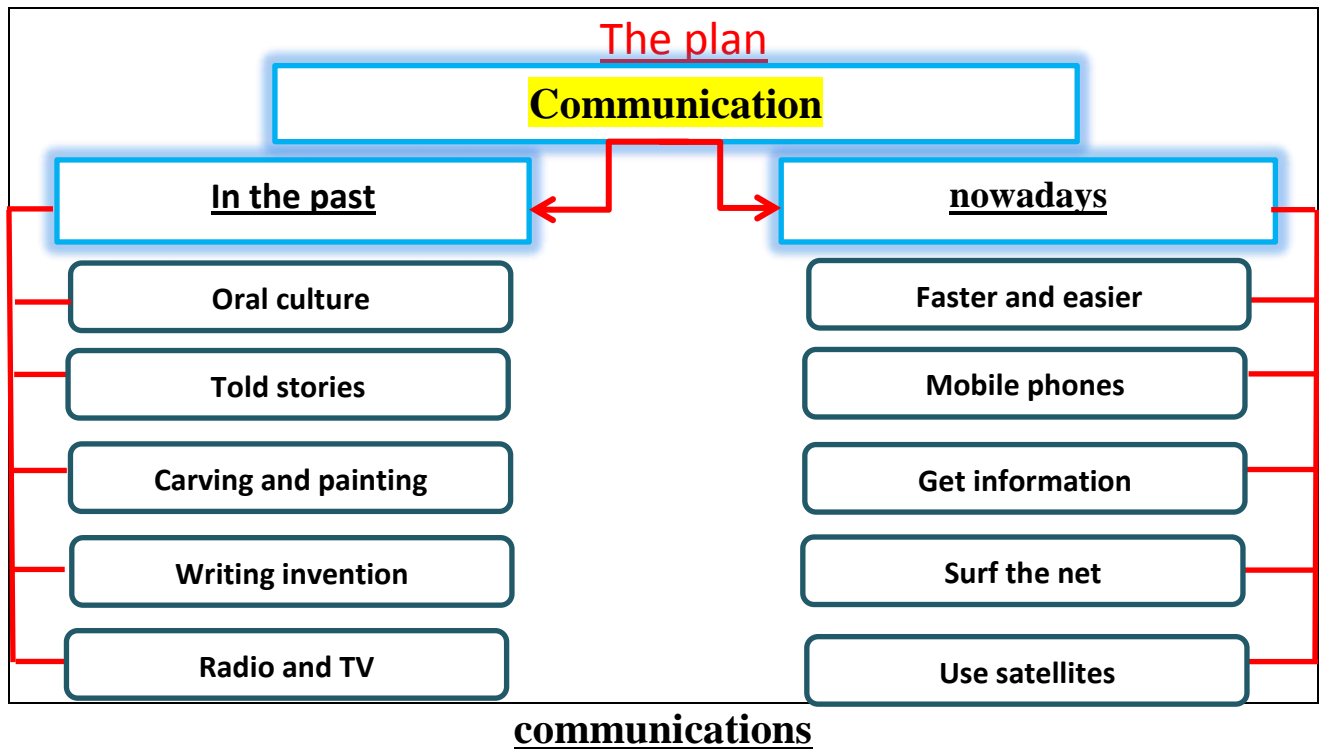 The plan
Communication
In the past
Oral culture
Told stories
Carving and painting
Writing invention
Radio and TV
nowadays
Faster and easier
Mobile phones
Get information
Surf the net
Use satellites
communications